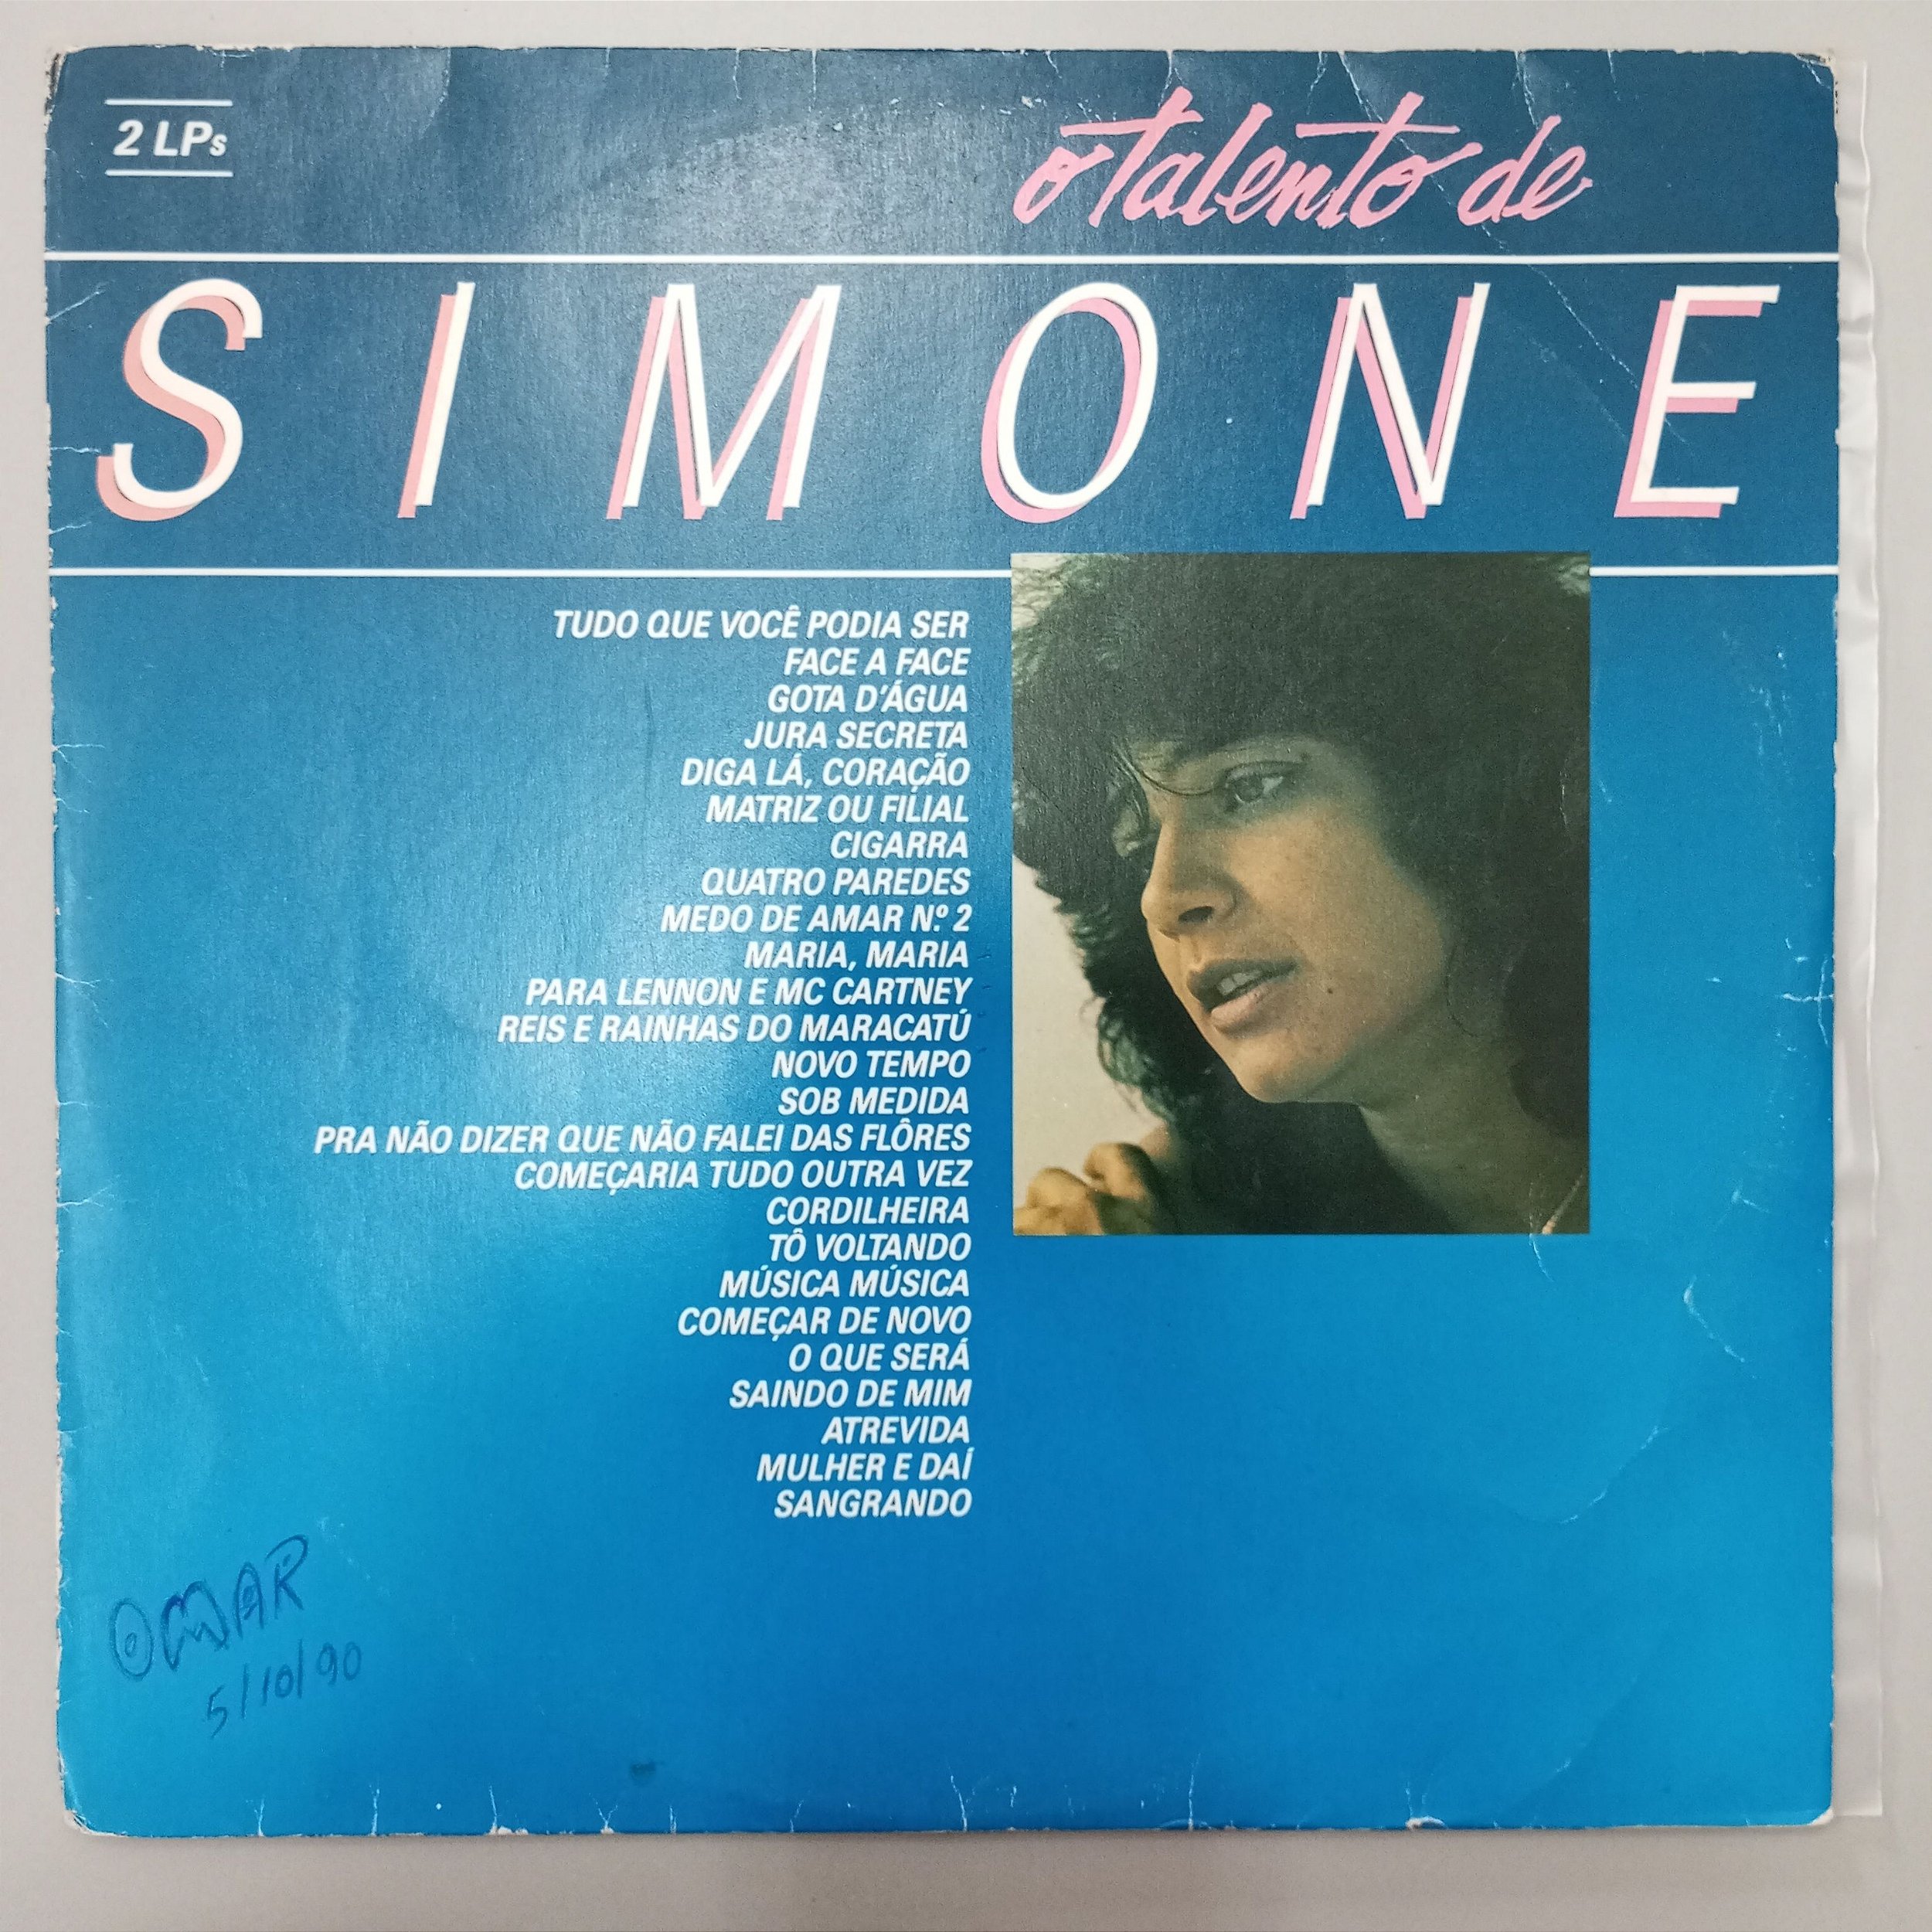 2 LPs
o talento de
SIMONE
TUDO QUE VOCÊ PODIA SER
FACE A FACE
GOTA D'ÁGUA
JURA SECRETA
DIGA LÁ, CORAÇÃO
MATRIZ OU FILIAL
CIGARRA
QUATRO PAREDES
MEDO DE AMAR N.º 2
MARIA, MARIA
PARA LENNON E MC CARTNEY
REIS E RAINHAS DO MARACATÚ
NOVO TEMPO
SOB MEDIDA
PRA NÃO DIZER QUE NÃO FALEI DAS FLÔRES
COMEÇARIA TUDO OUTRA VEZ
CORDILHEIRA
TÔ VOLTANDO
MÚSICA MÚSICA
COMEÇAR DE NOVO
O QUE SERÁ
SAINDO DE MIM
ATREVIDA
MULHER E DAÍ
SANGRANDO
OMAR
5/10/90